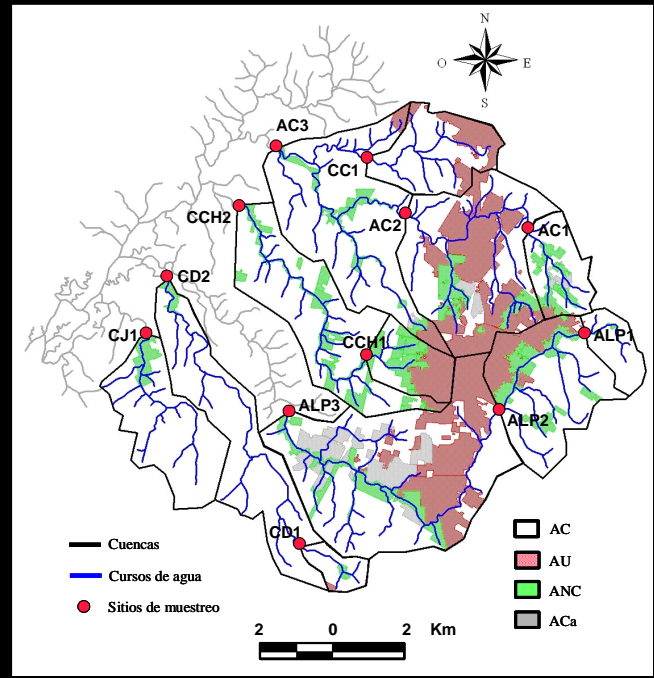 N
O
E
S
AC3
CC1
CCH2
AC2
AC1
CD2
CJ1
CCH1
ALP1
ALP3
ALP2
CD1
Cuencas
Cursos de agua
Sitios de muestreo
AC
AU
ANC
ACa
2 0 2 Km